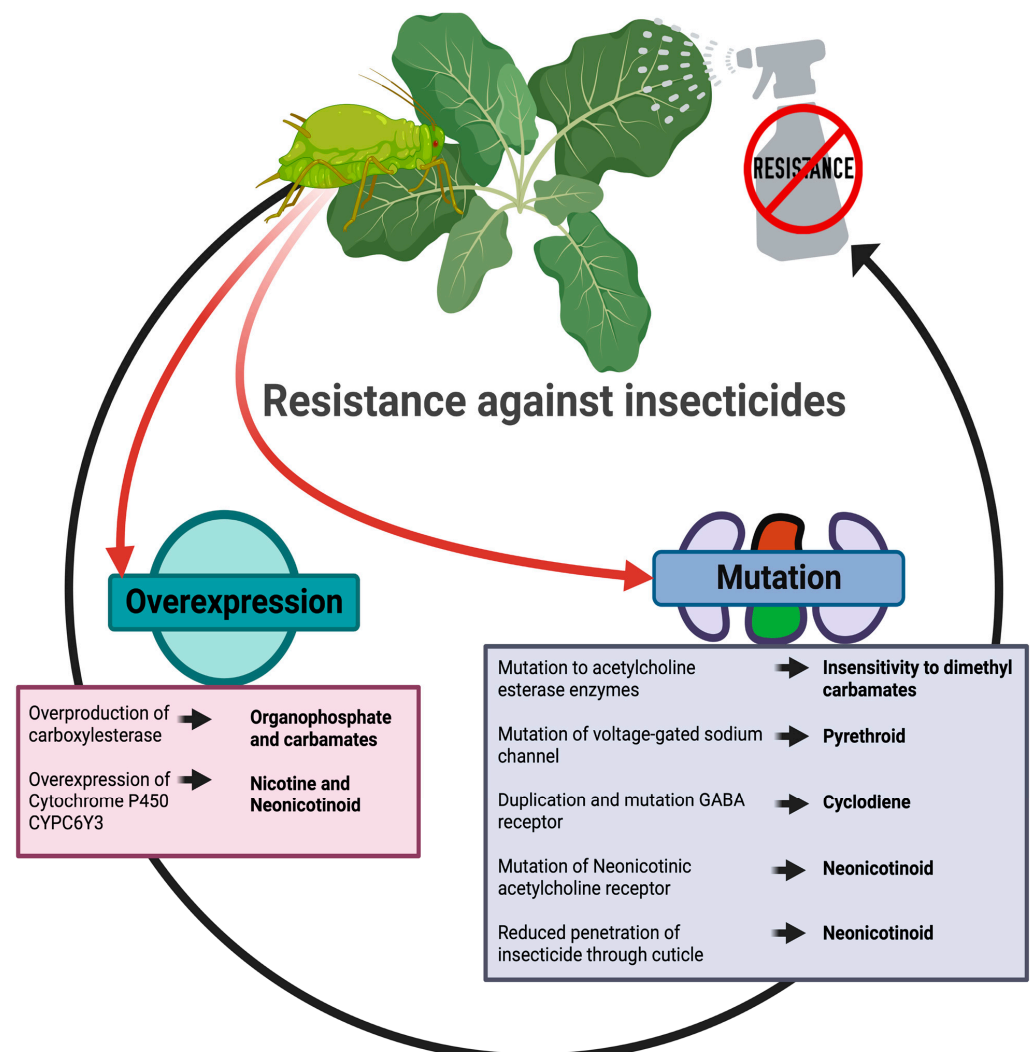 RESISTANCE
Resistance against insecticides
Overexpression
Mutation
Overproduction of
carboxylesterase
Organophosphate
and carbamates
Overexpression of
Cytochrome P450
CYPC6Y3
Nicotine and
Neonicotinoid
Mutation to acetylcholine
esterase enzymes
Insensitivity to dimethyl
carbamates
Mutation of voltage-gated sodium
channel
Pyrethroid
Duplication and mutation GABA
receptor
Cyclodiene
Mutation of Neonicotinic
acetylcholine receptor
Neonicotinoid
Reduced penetration of
insecticide through cuticle
Neonicotinoid